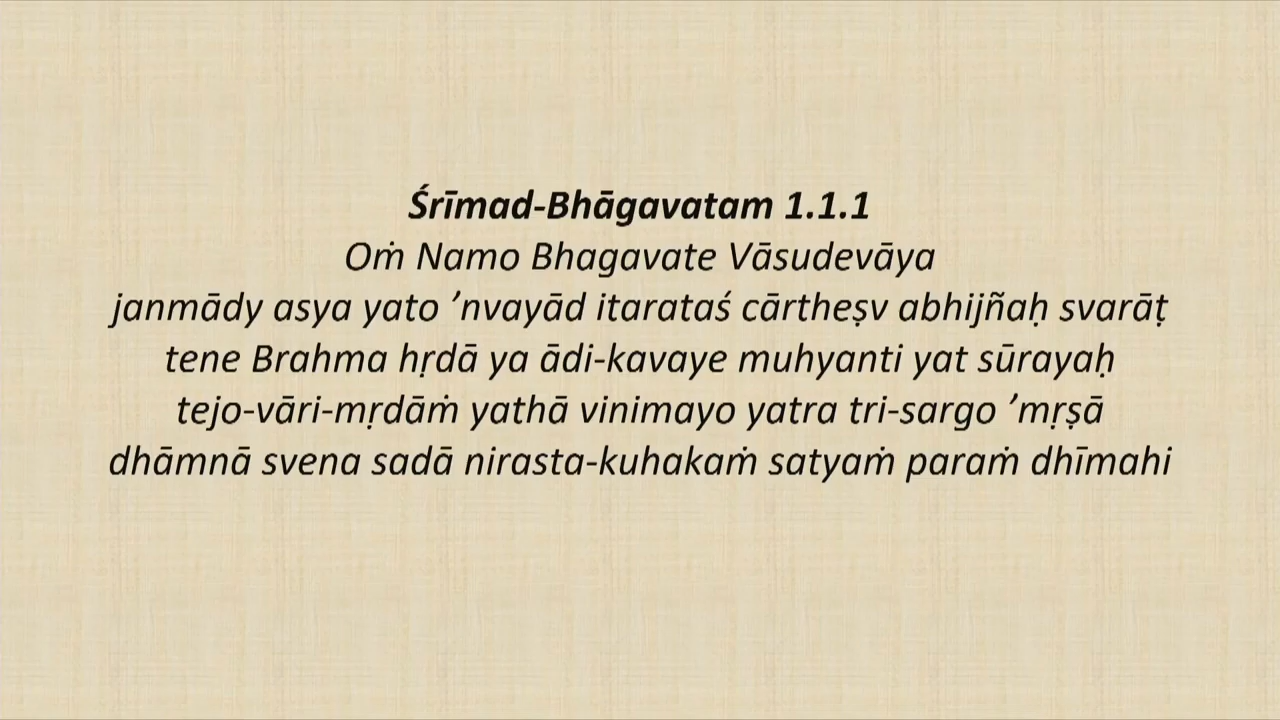 Śrīmad-Bhāgavatam 1.1.1
Oṁ Namo Bhagavate Vāsudevāya
janmādy asya yato ’nvayād itarataś cārtheṣv abhijñaḥ svarāṭ
tene Brahma hṛdā ya ādi-kavaye muhyanti yat sūrayaḥ
tejo-vāri-mṛdāṁ yathā vinimayo yatra tri-sargo ’mṛṣā
dhāmnā svena sadā nirasta-kuhakaṁ satyaṁ paraṁ dhīmahi